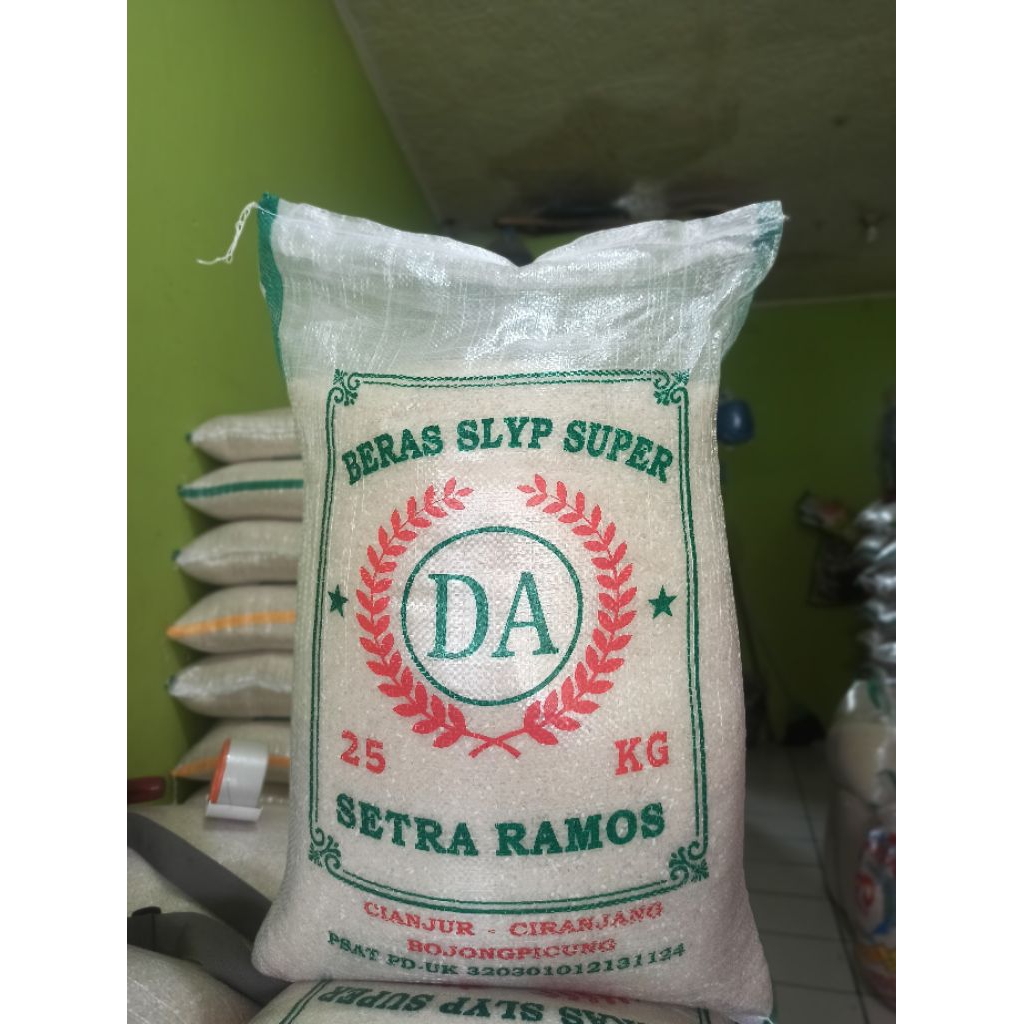 BERAS SLYP SUPER
DA
25 KG
SETRA RAMOS
CIANJUR - CIRANJANG
BOJONGPICUNG
PSAT PD-UK 320301012131124
BERAS SLYP SUPER